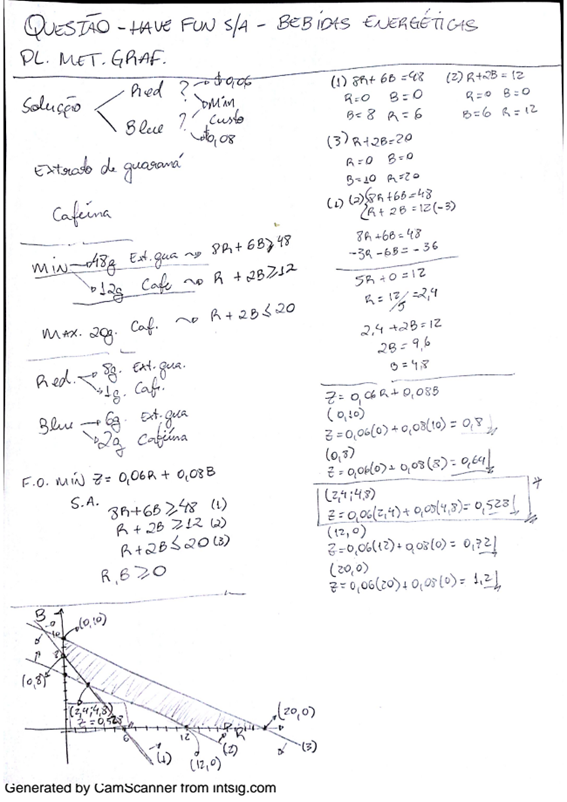 QUESTÃO - HAVE FUN S/A - BEBIDAS ENERGÉTICAS
PL. MET. GRAF.
Solução
Red ? $0,06
Min Custo
Blue ? $0,08
Extrato de guaraná
Cafeína
MIN 48g Ext. gua 8R + 6B ≥ 48
12g Cafe R + 2B ≥ 12
MAX. 20g. Caf. R + 2B ≤ 20
Red. 8g. Ext. gua.
1g. Caf.
Blue 6g. Ext. gua
2g Cafeína
F.O. MIN Z = 0,06R + 0,08B
S.A.
8R + 6B ≥ 48 (1)
R + 2B ≥ 12 (2)
R + 2B ≤ 20 (3)
R, B ≥ 0
(1) 8R + 6B = 48 (2) R + 2B = 12
R=0 B=0 R=0 B=0
B=8 R=6 B=6 R=12
(3) R + 2B = 20
R=0 B=0
B=10 R=20
(1) (2) { 8R + 6B = 48
{ R + 2B = 12 (-3)
8R + 6B = 48
-3R - 6B = -36
5R + 0 = 12
R = 12/5 = 2,4
2,4 + 2B = 12
2B = 9,6
B = 4,8
Z = 0,06R + 0,08B
(0,10)
Z = 0,06(0) + 0,08(10) = 0,8
(0,8)
Z = 0,06(0) + 0,08(8) = 0,64
(2,4; 4,8)
Z = 0,06(2,4) + 0,08(4,8) = 0,528
(12,0)
Z = 0,06(12) + 0,08(0) = 0,72
(20,0)
Z = 0,06(20) + 0,08(0) = 1,2
B
10 (0,10)
8
(0,8)
(2,4; 4,8)
Z = 0,528
6 12 R (20,0)
(1) (12,0) (2) (3)
Generated by CamScanner from intsig.com